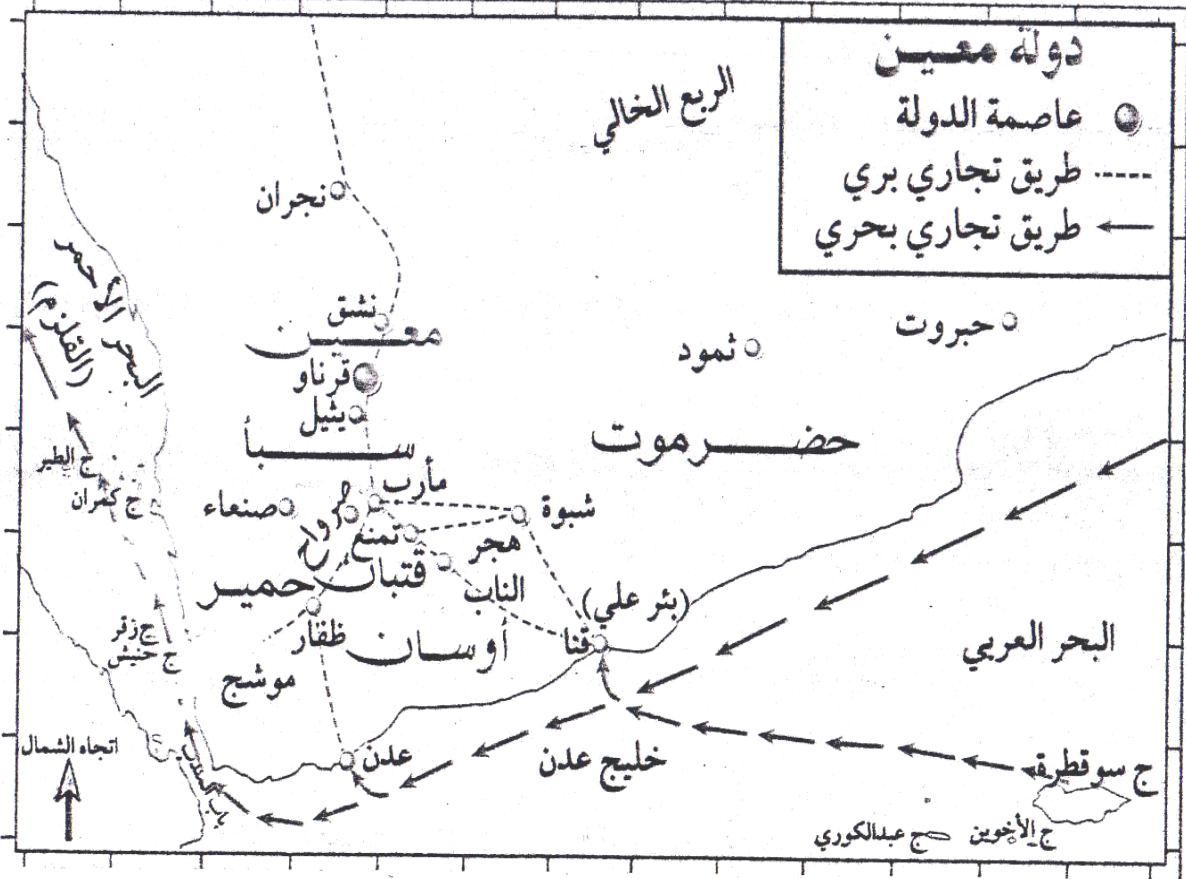 دولة معين
عاصمة الدولة
طريق تجاري بري
طريق تجاري بحري
الربع الخالي
نجران
البحر الأحمر
(القلزم)
نشق
معين
قرناو
يثيل
سبأ
مأرب
صنعاء
صرواح
تمنع
شبوة
هجر
الناب
قتبان
حمير
ظفار
أوسان
موشج
(بئر علي)
قنا
حضرموت
ثمود
حبروت
البحر العربي
خليج عدن
عدن
ج الطير
ج كمران
ج زقر
ج حنيش
اتجاه الشمال
ج سوقطرة
ج الأخوين
ج عبدالكوري